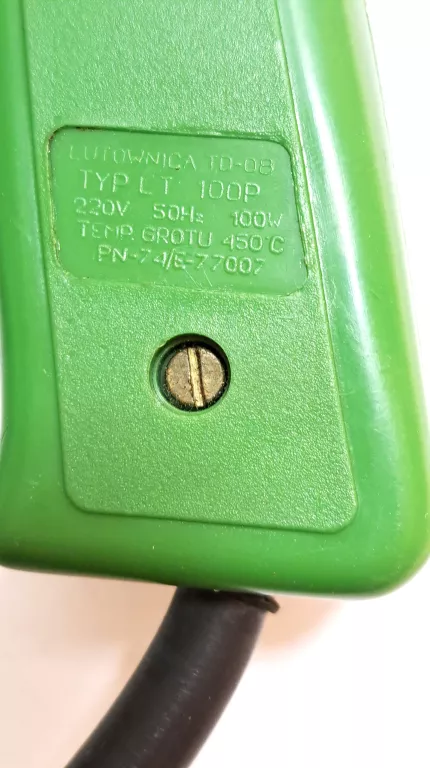 LUTOWNICA TD-08
TYP LT 100P
220V 50Hz 100W
TEMP. GROTU 450°C
PN-74/E-77007